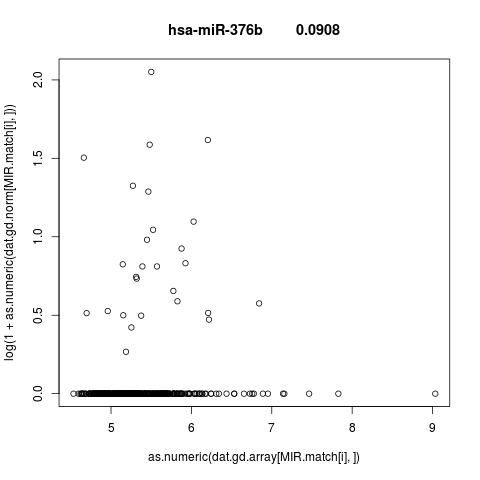 hsa-miR-376b 0.0908
log(1 + as.numeric(dat.gd.norm[MIR.match[i], ]))
2.0
1.5
1.0
0.5
0.0
5 6 7 8 9
as.numeric(dat.gd.array[MIR.match[i], ])